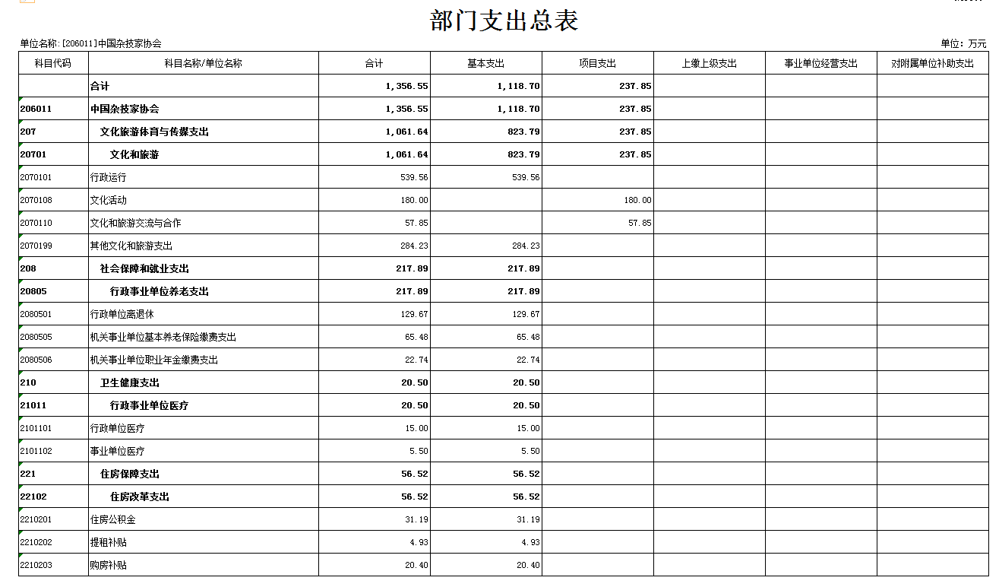 部门支出总表
单位名称:[206011]中国杂技家协会 单位：万元
科目代码 科目名称/单位名称 合计 基本支出 项目支出 上缴上级支出 事业单位经营支出 对附属单位补助支出
合计 1,356.55 1,118.70 237.85
206011 中国杂技家协会 1,356.55 1,118.70 237.85
207 文化旅游体育与传媒支出 1,061.64 823.79 237.85
20701 文化和旅游 1,061.64 823.79 237.85
2070101 行政运行 539.56 539.56
2070108 文化活动 180.00 180.00
2070110 文化和旅游交流与合作 57.85 57.85
2070199 其他文化和旅游支出 284.23 284.23
208 社会保障和就业支出 217.89 217.89
20805 行政事业单位养老支出 217.89 217.89
2080501 行政单位离退休 129.67 129.67
2080505 机关事业单位基本养老保险缴费支出 65.48 65.48
2080506 机关事业单位职业年金缴费支出 22.74 22.74
210 卫生健康支出 20.50 20.50
21011 行政事业单位医疗 20.50 20.50
2101101 行政单位医疗 15.00 15.00
2101102 事业单位医疗 5.50 5.50
221 住房保障支出 56.52 56.52
22102 住房改革支出 56.52 56.52
2210201 住房公积金 31.19 31.19
2210202 提租补贴 4.93 4.93
2210203 购房补贴 20.40 20.40